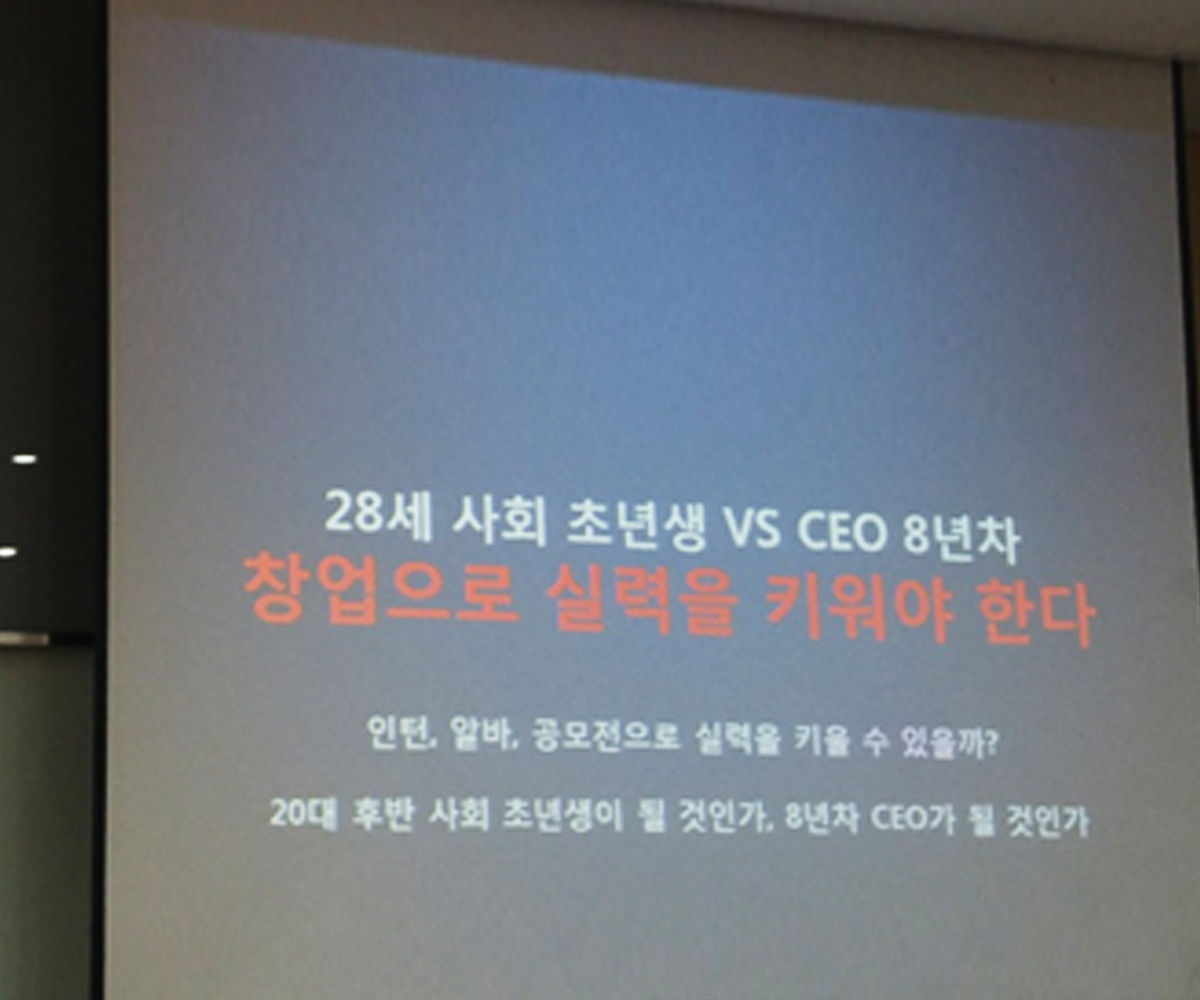 28세 사회 초년생 VS CEO 8년차
창업으로 실력을 키워야 한다
인턴, 알바, 공모전으로 실력을 키울 수 있을까?
20대 후반 사회 초년생이 될 것인가, 8년차 CEO가 될 것인가